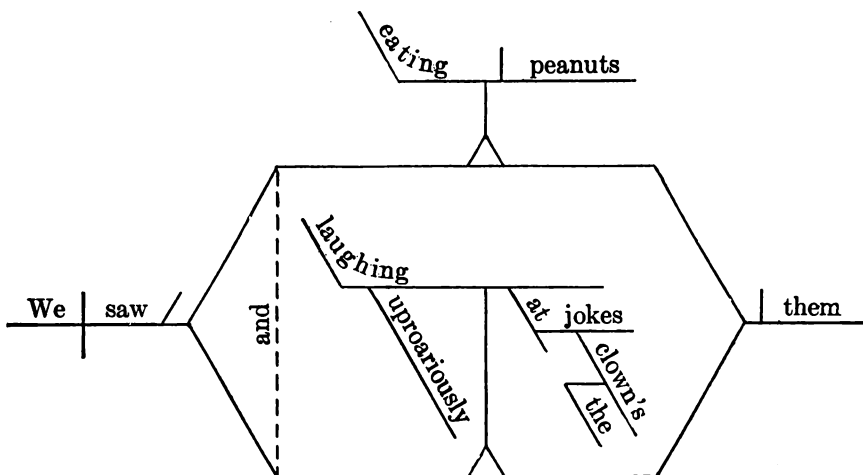 eating peanuts
laughing
We saw and uproariously at jokes them
clown's
the